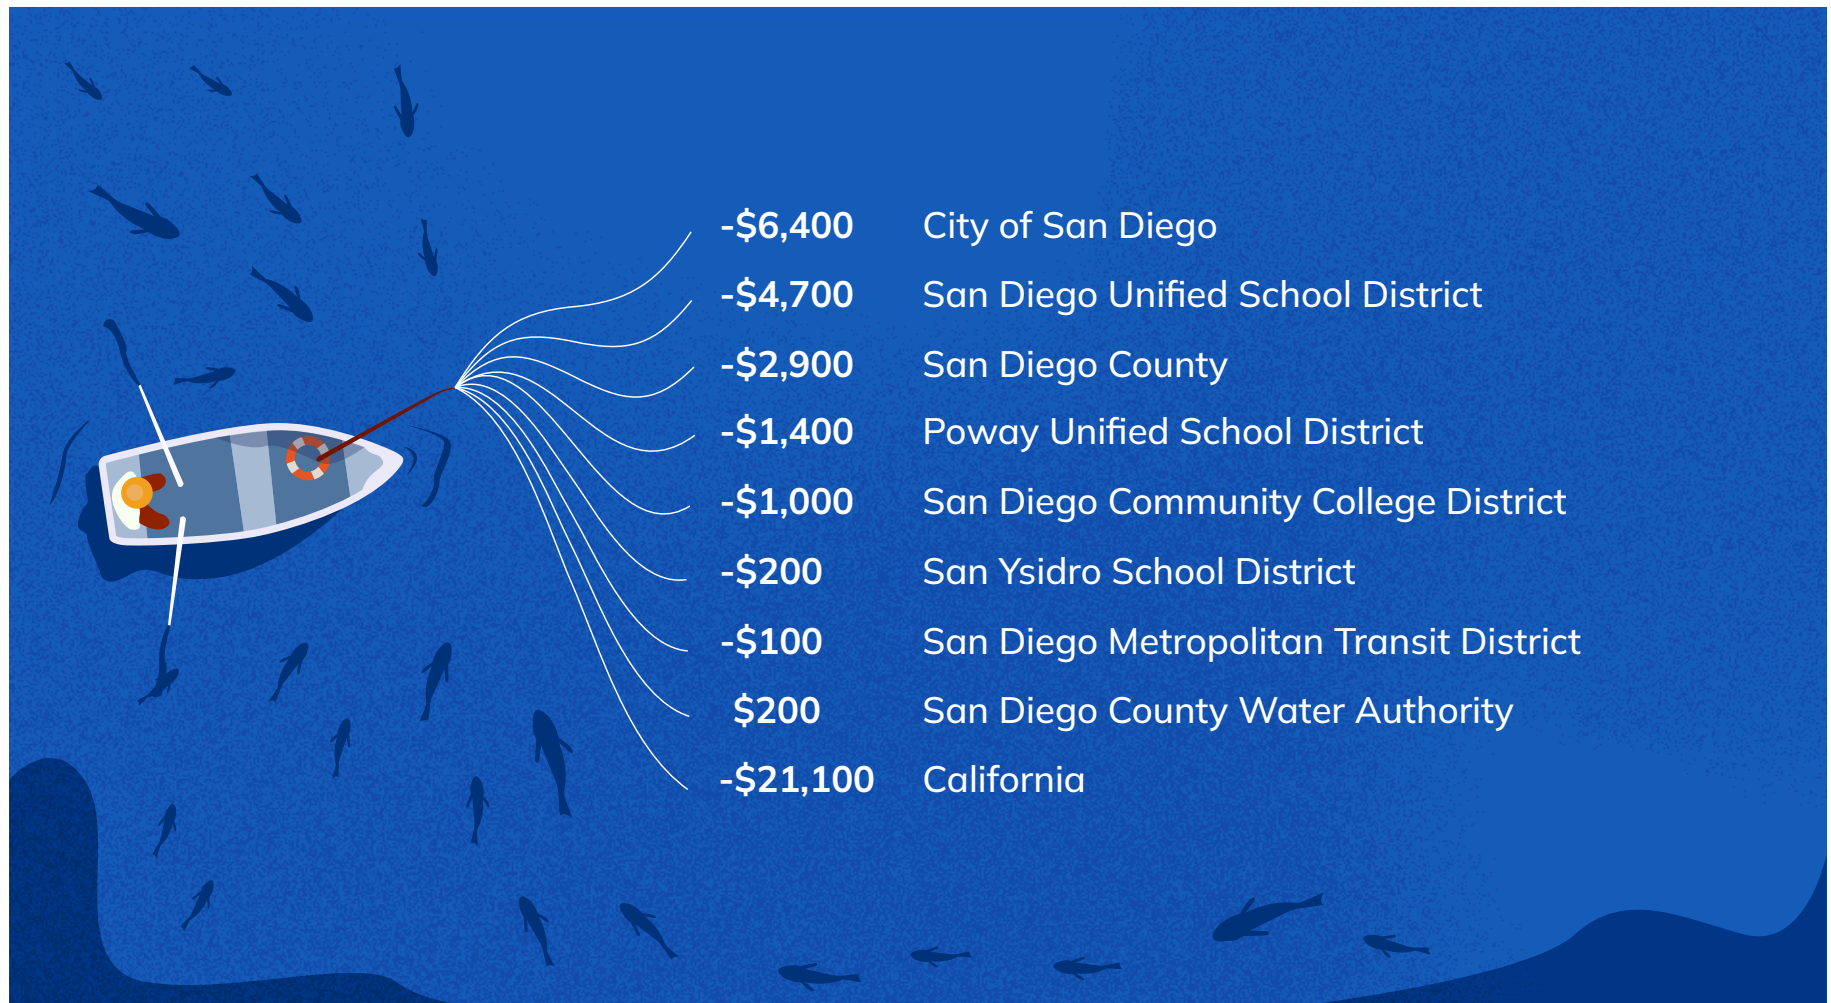 -$6,400 City of San Diego
-$4,700 San Diego Unified School District
-$2,900 San Diego County
-$1,400 Poway Unified School District
-$1,000 San Diego Community College District
-$200 San Ysidro School District
-$100 San Diego Metropolitan Transit District
$200 San Diego County Water Authority
-$21,100 California